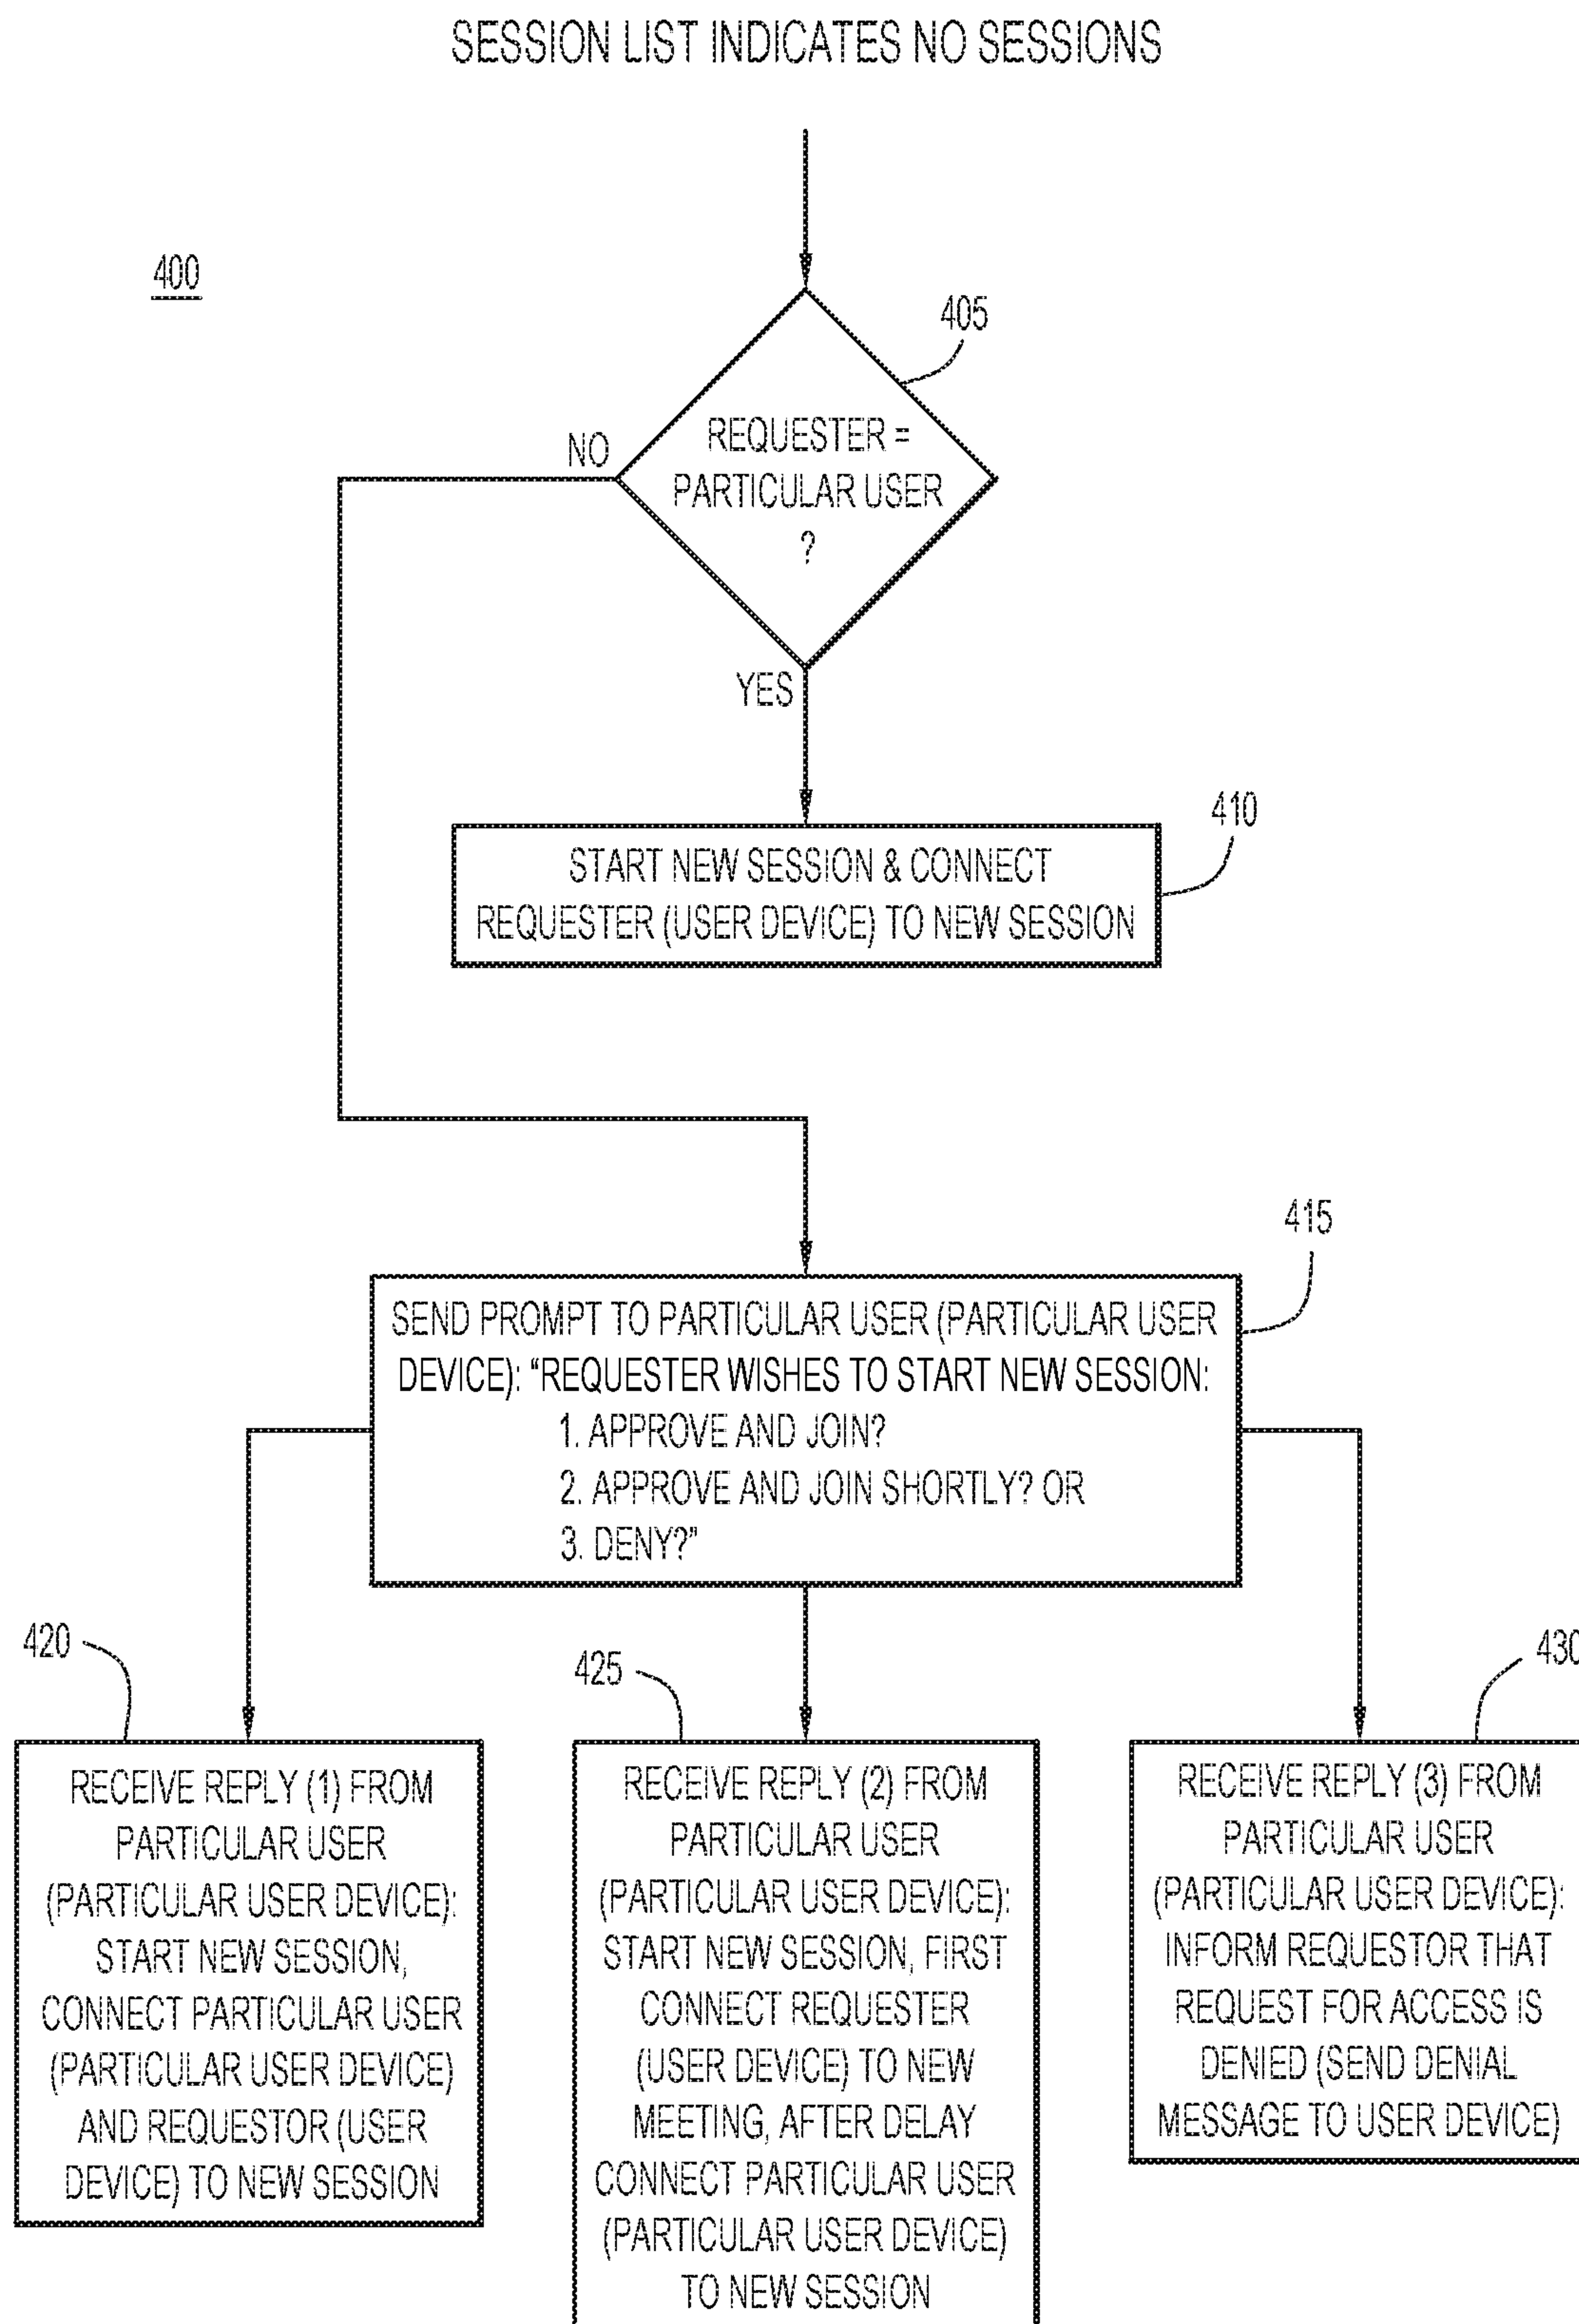 SESSION LIST INDICATES NO SESSIONS
400
405
NO
REQUESTER =
PARTICULAR USER
?
YES
410
START NEW SESSION & CONNECT
REQUESTER (USER DEVICE) TO NEW SESSION
415
SEND PROMPT TO PARTICULAR USER (PARTICULAR USER
DEVICE): “REQUESTER WISHES TO START NEW SESSION:
1. APPROVE AND JOIN?
2. APPROVE AND JOIN SHORTLY? OR
3. DENY?”
420
RECEIVE REPLY (1) FROM
PARTICULAR USER
(PARTICULAR USER DEVICE):
START NEW SESSION,
CONNECT PARTICULAR USER
(PARTICULAR USER DEVICE)
AND REQUESTOR (USER
DEVICE) TO NEW SESSION
425
RECEIVE REPLY (2) FROM
PARTICULAR USER
(PARTICULAR USER DEVICE):
START NEW SESSION, FIRST
CONNECT REQUESTER
(USER DEVICE) TO NEW
MEETING, AFTER DELAY
CONNECT PARTICULAR USER
(PARTICULAR USER DEVICE)
TO NEW SESSION
430
RECEIVE REPLY (3) FROM
PARTICULAR USER
(PARTICULAR USER DEVICE):
INFORM REQUESTOR THAT
REQUEST FOR ACCESS IS
DENIED (SEND DENIAL
MESSAGE TO USER DEVICE)